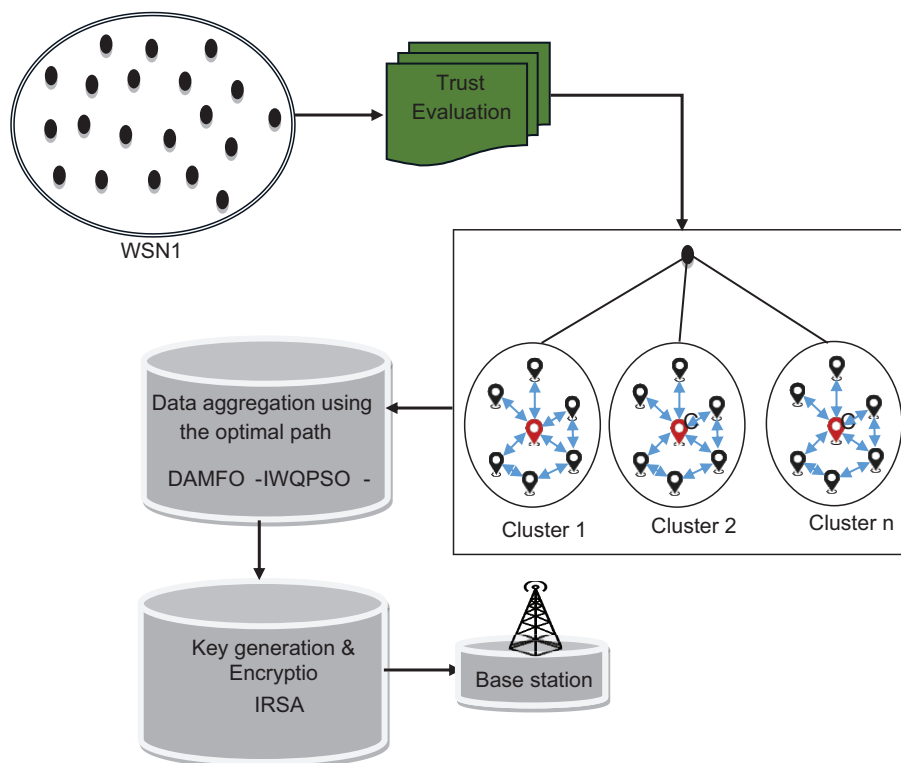 Trust
Evaluation
WSN1
C
C
Cluster 1
Cluster 2
Cluster n
Data aggregation using
the optimal path
DAMFO -IWQPSO -
Key generation &
Encryptio
IRSA
Base station